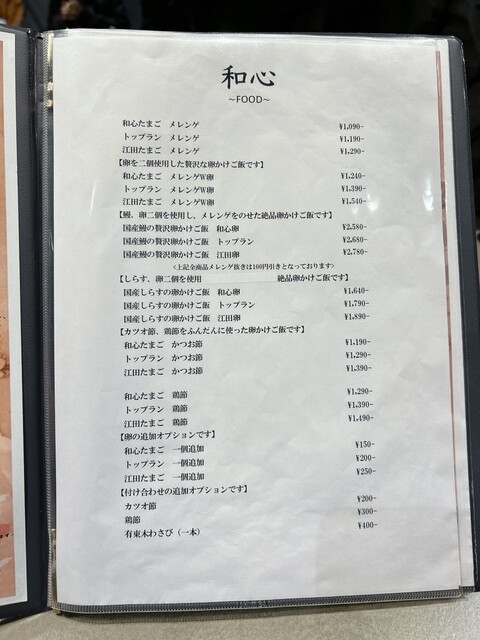 和心
~FOOD~
和心たまご メレンゲ ¥1,090-
トップラン メレンゲ ¥1,190-
江田たまご メレンゲ ¥1,290-
【卵を二個使用した贅沢な卵かけご飯です】
和心たまご メレンゲW卵 ¥1,240-
トップラン メレンゲW卵 ¥1,390-
江田たまご メレンゲW卵 ¥1,540-
【鰻、卵二個を使用し、メレンゲをのせた絶品卵かけご飯です】
国産鰻の贅沢卵かけご飯 和心卵 ¥2,580-
国産鰻の贅沢卵かけご飯 トップラン ¥2,680-
国産鰻の贅沢卵かけご飯 江田卵 ¥2,780-
<上記全商品メレンゲ抜きは100円引きとなっております>
【しらす、卵二個を使用 絶品卵かけご飯です】
国産しらすの卵かけご飯 和心卵 ¥1,640-
国産しらすの卵かけご飯 トップラン ¥1,790-
国産しらすの卵かけご飯 江田卵 ¥1,890-
【カツオ節、鶏節をふんだんに使った卵かけご飯です】
和心たまご かつお節 ¥1,190-
トップラン かつお節 ¥1,290-
江田たまご かつお節 ¥1,390-
和心たまご 鶏節 ¥1,290-
トップラン 鶏節 ¥1,390-
江田たまご 鶏節 ¥1,490-
【卵の追加オプションです】
和心たまご 一個追加 ¥150-
トップラン 一個追加 ¥200-
江田たまご 一個追加 ¥250-
【付け合わせの追加オプションです】
カツオ節 ¥200-
鶏節 ¥300-
有東木わさび（一本） ¥400-